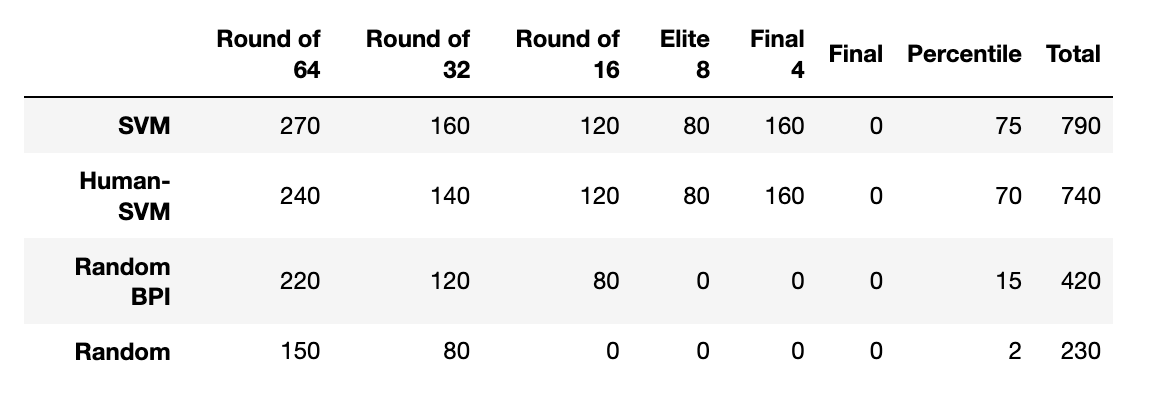 Round of 64 Round of 32 Round of 16 Elite 8 Final 4 Final Percentile Total
SVM 270 160 120 80 160 0 75 790
Human-SVM 240 140 120 80 160 0 70 740
Random BPI 220 120 80 0 0 0 15 420
Random 150 80 0 0 0 0 2 230